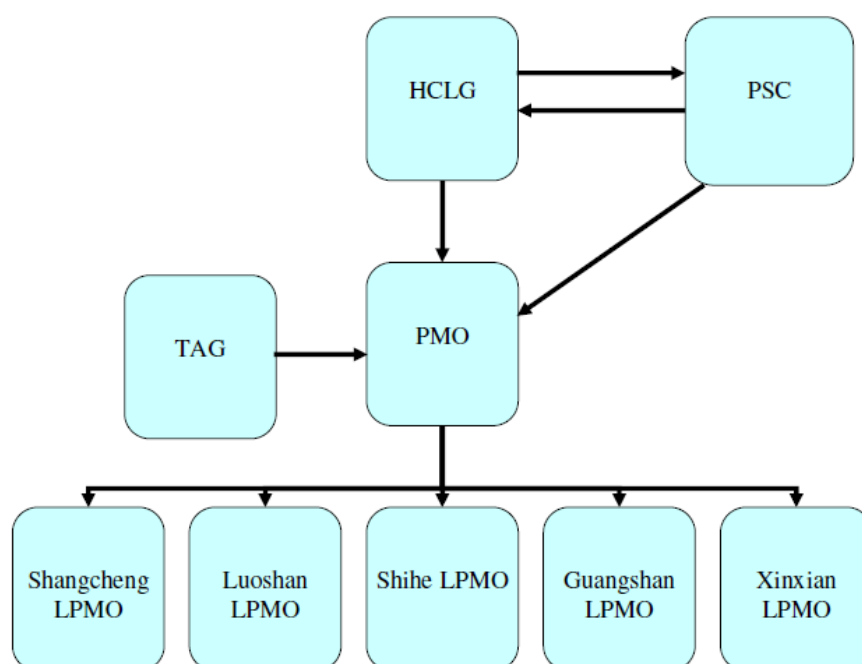 HCLG
PSC
TAG
PMO
Shangcheng
LPMO
Luoshan
LPMO
Shihe LPMO
Guangshan
LPMO
Xinxian
LPMO